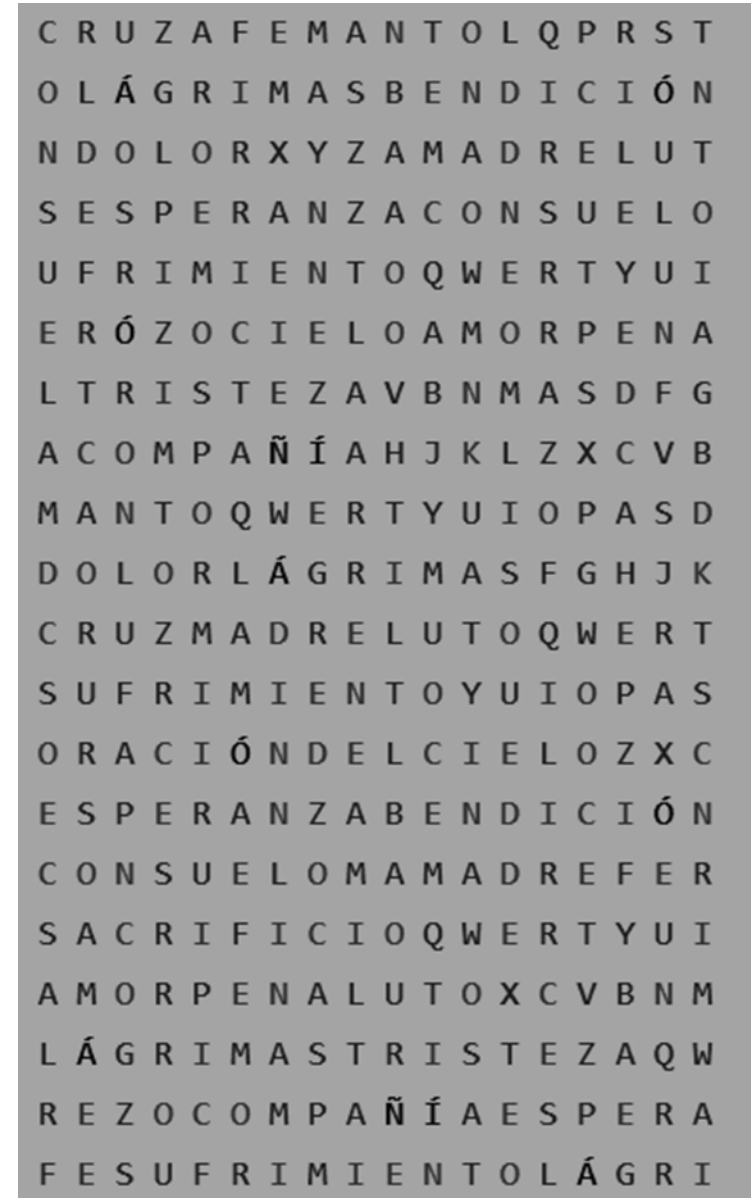 C R U Z A F E M A N T O L Q P R S T
O L Á G R I M A S B E N D I C I Ó N
N D O L O R X Y Z A M A D R E L U T
S E S P E R A N Z A C O N S U E L O
U F R I M I E N T O Q W E R T Y U I
E R Ó Z O C I E L O A M O R P E N A
L T R I S T E Z A V B N M A S D F G
A C O M P A Ñ Í A H J K L Z X C V B
M A N T O Q W E R T Y U I O P A S D
D O L O R L Á G R I M A S F G H J K
C R U Z M A D R E L U T O Q W E R T
S U F R I M I E N T O Y U I O P A S
O R A C I Ó N D E L C I E L O Z X C
E S P E R A N Z A B E N D I C I Ó N
C O N S U E L O M A M A D R E F E R
S A C R I F I C I O Q W E R T Y U I
A M O R P E N A L U T O X C V B N M
L Á G R I M A S T R I S T E Z A Q W
R E Z O C O M P A Ñ Í A E S P E R A
F E S U F R I M I E N T O L Á G R I